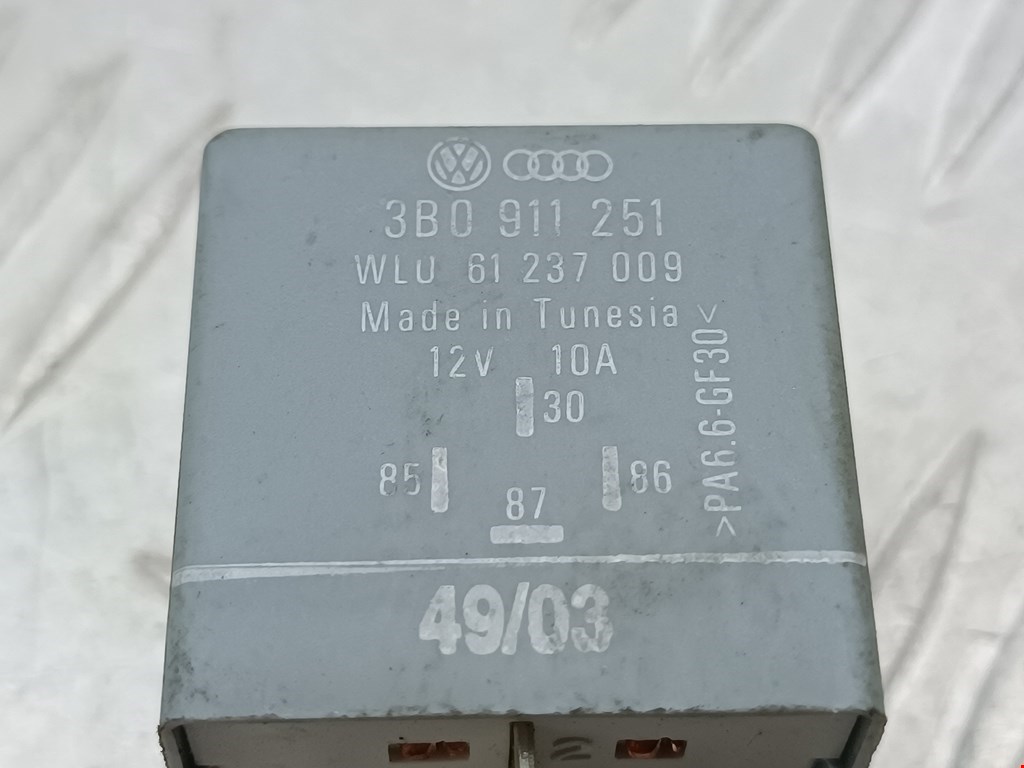 3B0 911 251
WLU 61 237 009
Made in Tunesia
12V 10A
30
85
86
87
>PA6.6-GF30<
49/03